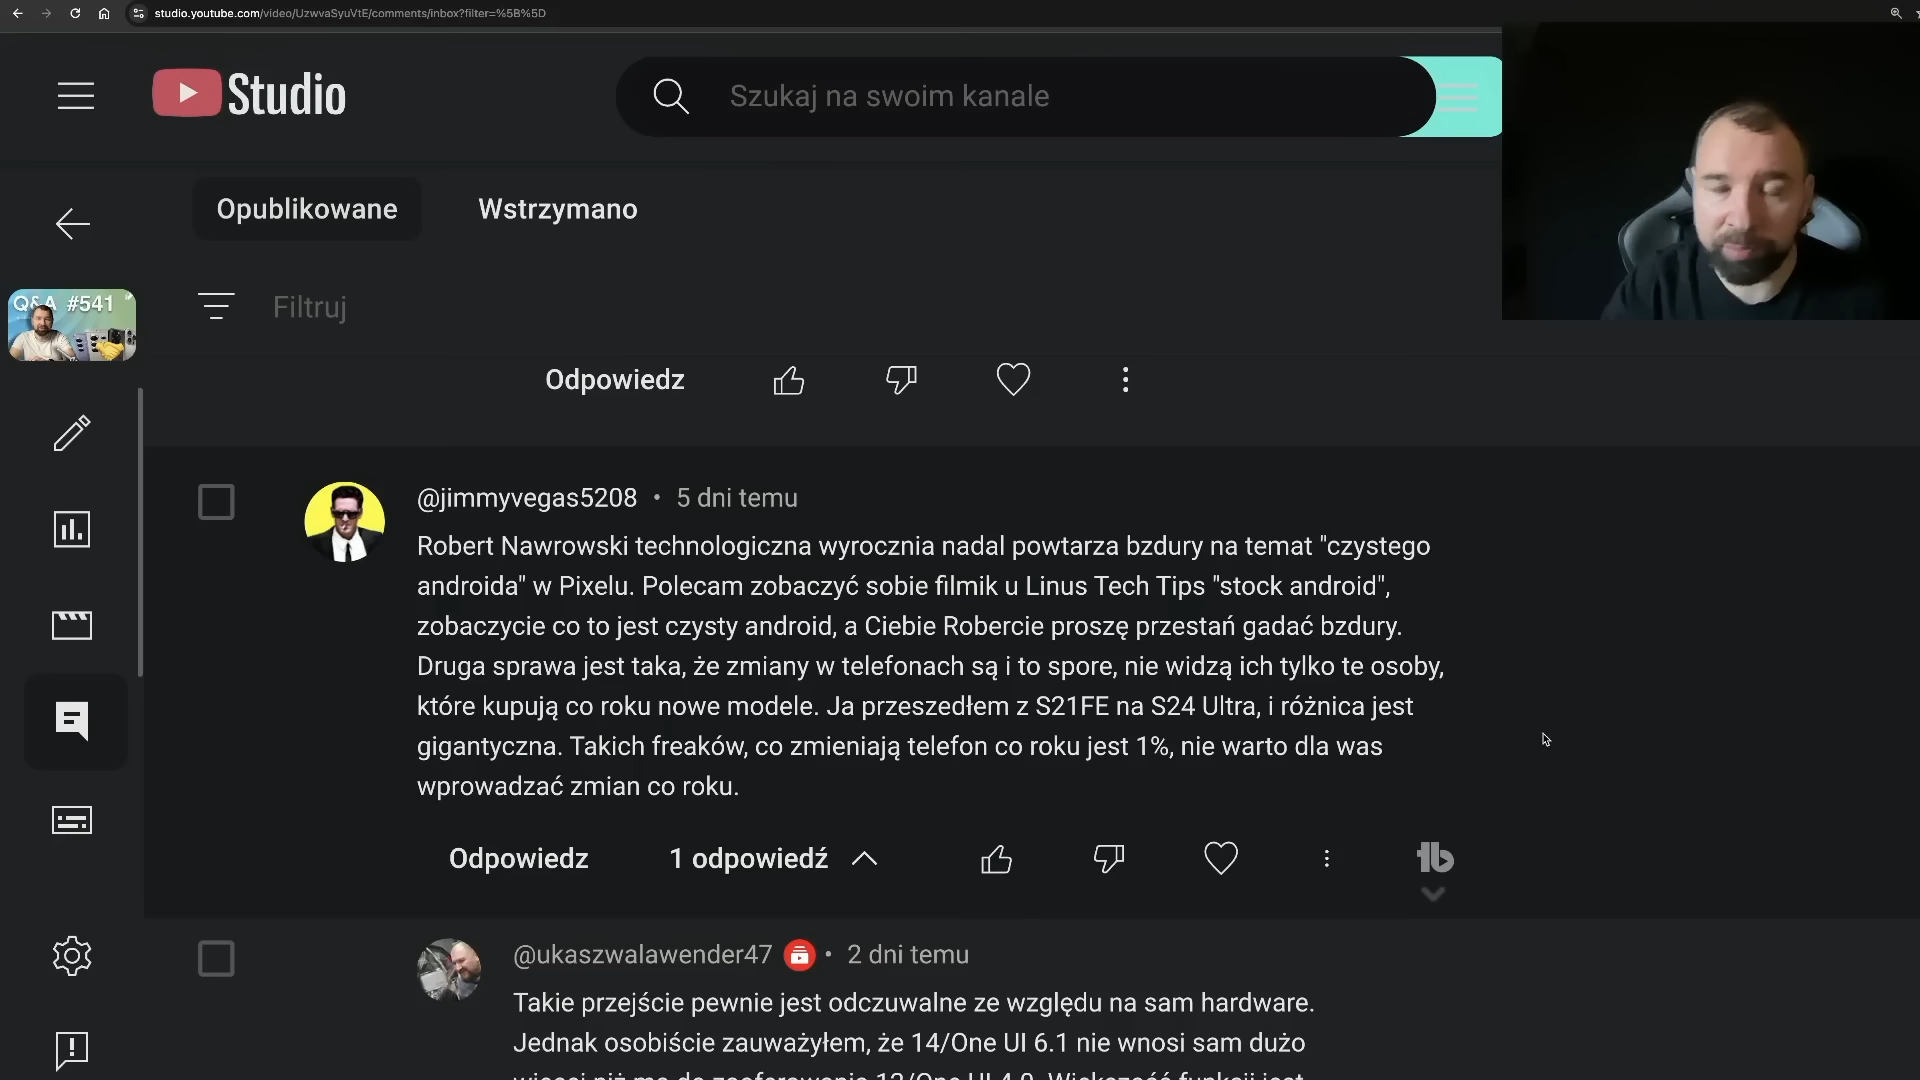 studio.youtube.com/video/UzwvaSyuVtE/comments/inbox?filter=%5B%5D
Studio
Szukaj na swoim kanale
Opublikowane
Wstrzymano
Q&A #541
Filtruj
Odpowiedz
@jimmyvegas5208 • 5 dni temu
Robert Nawrowski technologiczna wyrocznia nadal powtarza bzdury na temat "czystego
androida" w Pixelu. Polecam zobaczyć sobie filmik u Linus Tech Tips "stock android",
zobaczycie co to jest czysty android, a Ciebie Robercie proszę przestań gadać bzdury.
Druga sprawa jest taka, że zmiany w telefonach są i to spore, nie widzą ich tylko te osoby,
które kupują co roku nowe modele. Ja przeszedłem z S21FE na S24 Ultra, i różnica jest
gigantyczna. Takich freaków, co zmieniają telefon co roku jest 1%, nie warto dla was
wprowadzać zmian co roku.
Odpowiedz
1 odpowiedź
@ukaszwalawender47 • 2 dni temu
Takie przejście pewnie jest odczuwalne ze względu na sam hardware.
Jednak osobiście zauważyłem, że 14/One UI 6.1 nie wnosi sam dużo